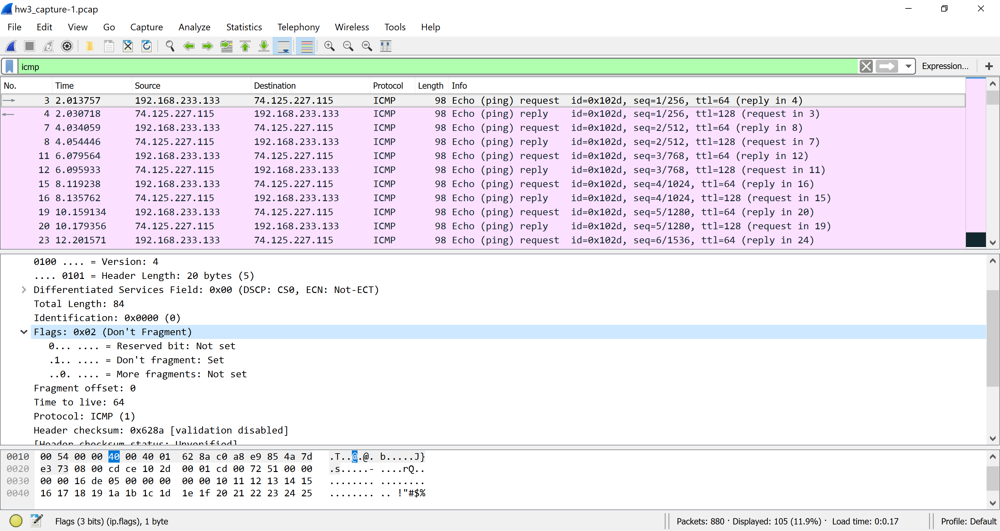 hw3_capture-1.pcap
File Edit View Go Capture Analyze Statistics Telephony Wireless Tools Help
icmp Expression... +
No. Time Source Destination Protocol Length Info
3 2.013757 192.168.233.133 74.125.227.115 ICMP 98 Echo (ping) request id=0x102d, seq=1/256, ttl=64 (reply in 4)
4 2.030718 74.125.227.115 192.168.233.133 ICMP 98 Echo (ping) reply id=0x102d, seq=1/256, ttl=128 (request in 3)
7 4.034059 192.168.233.133 74.125.227.115 ICMP 98 Echo (ping) request id=0x102d, seq=2/512, ttl=64 (reply in 8)
8 4.054446 74.125.227.115 192.168.233.133 ICMP 98 Echo (ping) reply id=0x102d, seq=2/512, ttl=128 (request in 7)
11 6.079564 192.168.233.133 74.125.227.115 ICMP 98 Echo (ping) request id=0x102d, seq=3/768, ttl=64 (reply in 12)
12 6.095933 74.125.227.115 192.168.233.133 ICMP 98 Echo (ping) reply id=0x102d, seq=3/768, ttl=128 (request in 11)
15 8.119238 192.168.233.133 74.125.227.115 ICMP 98 Echo (ping) request id=0x102d, seq=4/1024, ttl=64 (reply in 16)
16 8.135762 74.125.227.115 192.168.233.133 ICMP 98 Echo (ping) reply id=0x102d, seq=4/1024, ttl=128 (request in 15)
19 10.159134 192.168.233.133 74.125.227.115 ICMP 98 Echo (ping) request id=0x102d, seq=5/1280, ttl=64 (reply in 20)
20 10.179356 74.125.227.115 192.168.233.133 ICMP 98 Echo (ping) reply id=0x102d, seq=5/1280, ttl=128 (request in 19)
23 12.201571 192.168.233.133 74.125.227.115 ICMP 98 Echo (ping) request id=0x102d, seq=6/1536, ttl=64 (reply in 24)
0100 .... = Version: 4
.... 0101 = Header Length: 20 bytes (5)
Differentiated Services Field: 0x00 (DSCP: CS0, ECN: Not-ECT)
Total Length: 84
Identification: 0x0000 (0)
Flags: 0x02 (Don't Fragment)
0... .... = Reserved bit: Not set
.1.. .... = Don't fragment: Set
..0. .... = More fragments: Not set
Fragment offset: 0
Time to live: 64
Protocol: ICMP (1)
Header checksum: 0x628a [validation disabled]
[Header checksum status: Unverified]
0010 00 54 00 00 40 00 40 01 62 8a c0 a8 e9 85 4a 7d .T..@.@. b.....J}
0020 e3 73 08 00 cd ce 10 2d 00 01 cd 00 72 51 00 00 .s.....- ....rQ..
0030 00 00 16 de 05 00 00 00 00 00 10 11 12 13 14 15 ........ ........
0040 16 17 18 19 1a 1b 1c 1d 1e 1f 20 21 22 23 24 25 ........ .. !"#$%
Flags (3 bits) (ip.flags), 1 byte Packets: 880 · Displayed: 105 (11.9%) · Load time: 0:0.17 Profile: Default